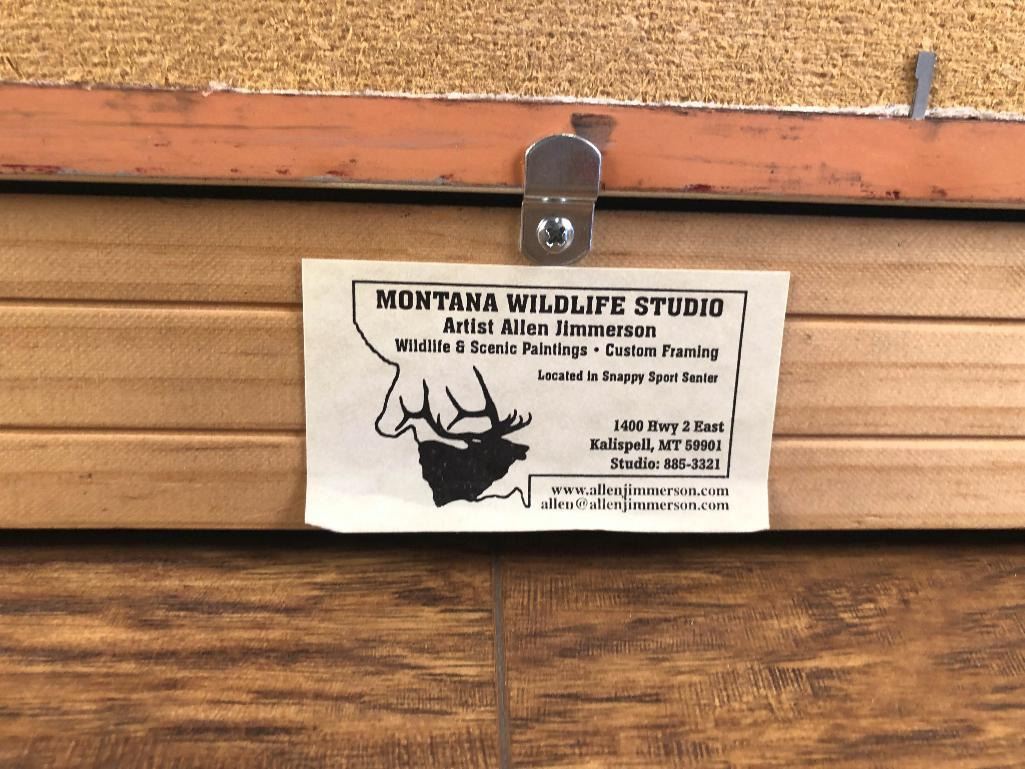 MONTANA WILDLIFE STUDIO
Artist Allen Jimmerson
Wildlife & Scenic Paintings • Custom Framing
Located in Snappy Sport Senter
1400 Hwy 2 East
Kalispell, MT 59901
Studio: 885-3321
www.allenjimmerson.com
allen@allenjimmerson.com